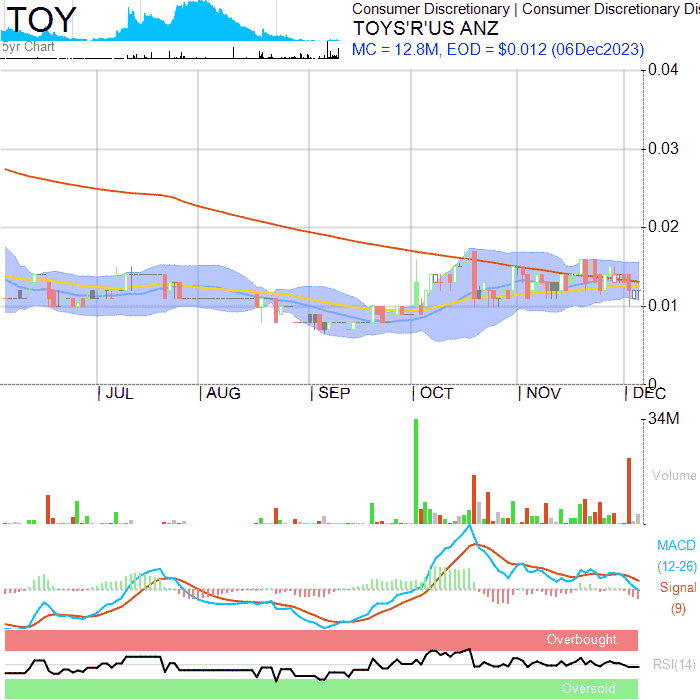 TOY
5yr Chart
Consumer Discretionary | Consumer Discretionary Dis
TOYS'R'US ANZ
MC = 12.8M, EOD = $0.012 (06Dec2023)
0.04
0.03
0.02
0.01
0
JUL
AUG
SEP
OCT
NOV
DEC
34M
Volume
MACD
(12-26)
Signal
(9)
Overbought
RSI(14)
Oversold